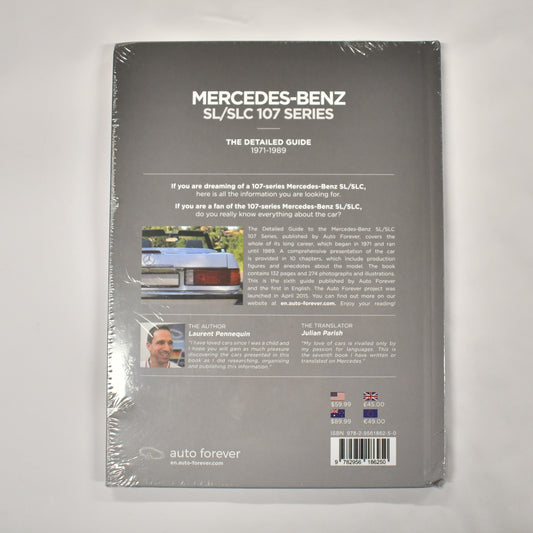 MERCEDES-BENZ
SL/SLC 107 SERIES
THE DETAILED GUIDE
1971-1989
If you are dreaming of a 107-series Mercedes-Benz SL/SLC,
here is all the information you are looking for.
If you are a fan of the 107-series Mercedes-Benz SL/SLC,
do you really know everything about the car?
The Detailed Guide to the Mercedes-Benz SL/SLC
107 Series, published by Auto Forever, covers the
whole of its long career, which began in 1971 and ran
until 1989. A comprehensive presentation of the car
is provided in 10 chapters, which include production
figures and anecdotes about the model. The book
contains 132 pages and 274 photographs and illustrations.
This is the sixth guide published by Auto Forever and
the first in English. The Auto Forever project was
launched in April 2015. You can find out more on our
website at en.auto-forever.com. Enjoy your reading!
THE AUTHOR
Laurent Pennequin
"I have loved cars since I was a child and
I hope you will gain as much pleasure
discovering the cars presented in this
book as I did researching, organising
and publishing this information."
THE TRANSLATOR
Julian Parish
"My love of cars is rivalled only by
my passion for languages. This is
the seventh book I have written or
translated on Mercedes."
$59.99
£45.00
$89.99
€49.00
ISBN 978-2-9561862-5-0
9 782956 186250
auto forever
en.auto-forever.com